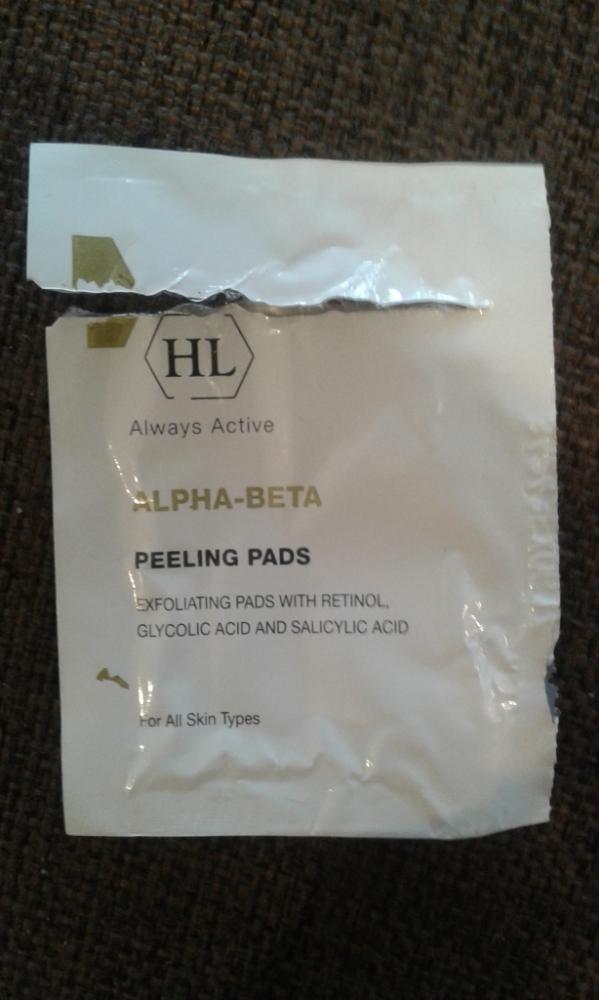 HL
Always Active
ALPHA-BETA
PEELING PADS
EXFOLIATING PADS WITH RETINOL,
GLYCOLIC ACID AND SALICYLIC ACID
For All Skin Types